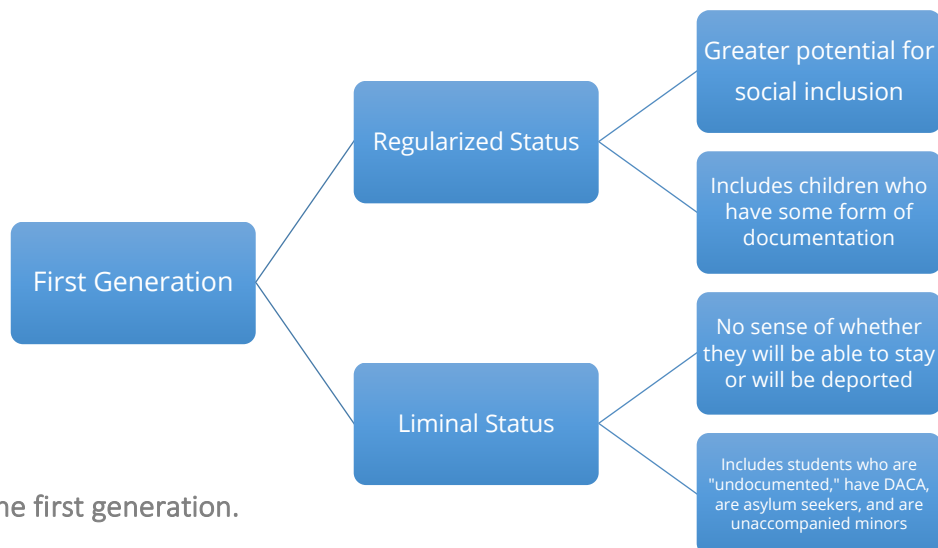 Greater potential for
social inclusion
Regularized Status
Includes children who
have some form of
documentation
First Generation
No sense of whether
they will be able to stay
or will be deported
Liminal Status
Includes students who are
"undocumented," have DACA,
are asylum seekers, and are
unaccompanied minors
first generation.